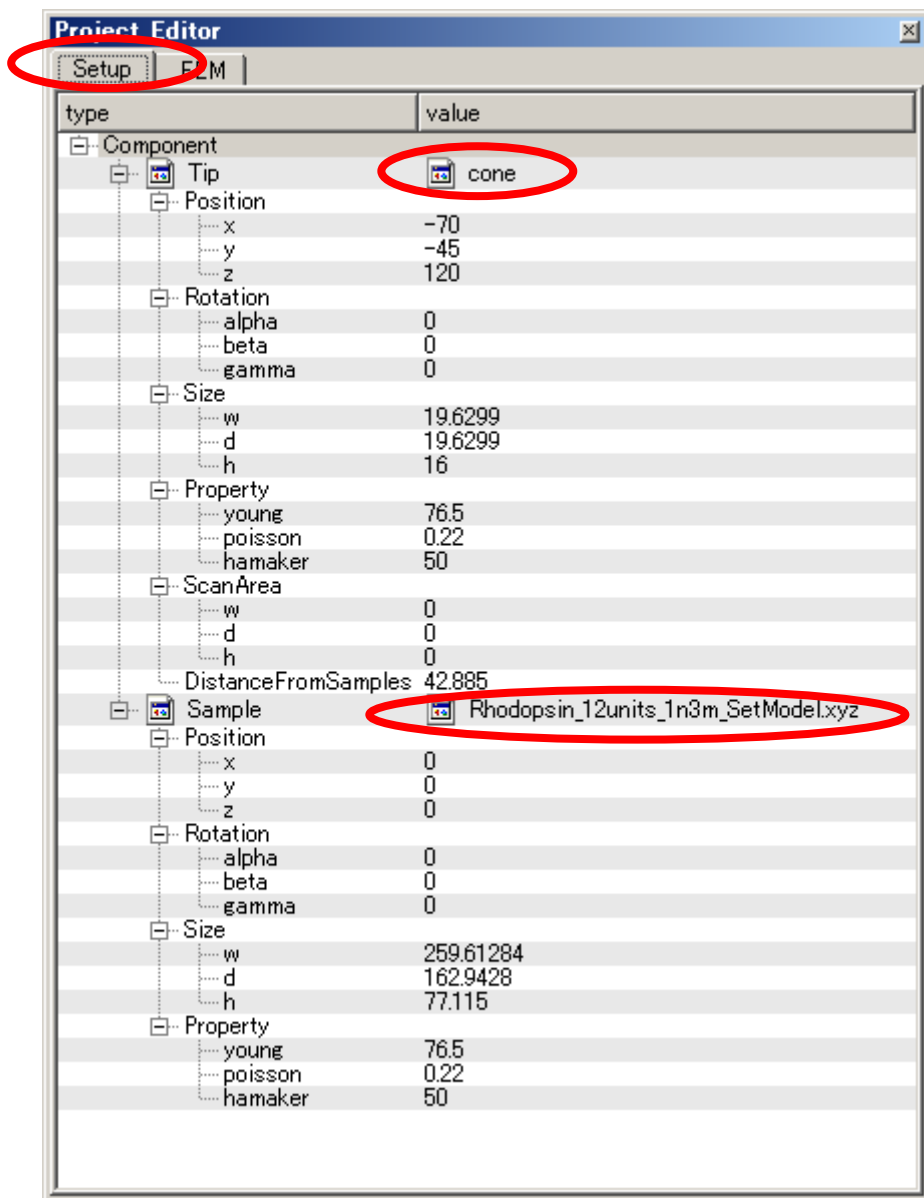 Project Editor
Setup FEM
type value
Component
Tip cone
Position
x -70
y -45
z 120
Rotation
alpha 0
beta 0
gamma 0
Size
w 19.6299
d 19.6299
h 16
Property
young 76.5
poisson 0.22
hamaker 50
ScanArea
w 0
d 0
h 0
DistanceFromSamples 42.885
Sample Rhodopsin_12units_1n3m_SetModel.xyz
Position
x 0
y 0
z 0
Rotation
alpha 0
beta 0
gamma 0
Size
w 259.61284
d 162.9428
h 77.115
Property
young 76.5
poisson 0.22
hamaker 50